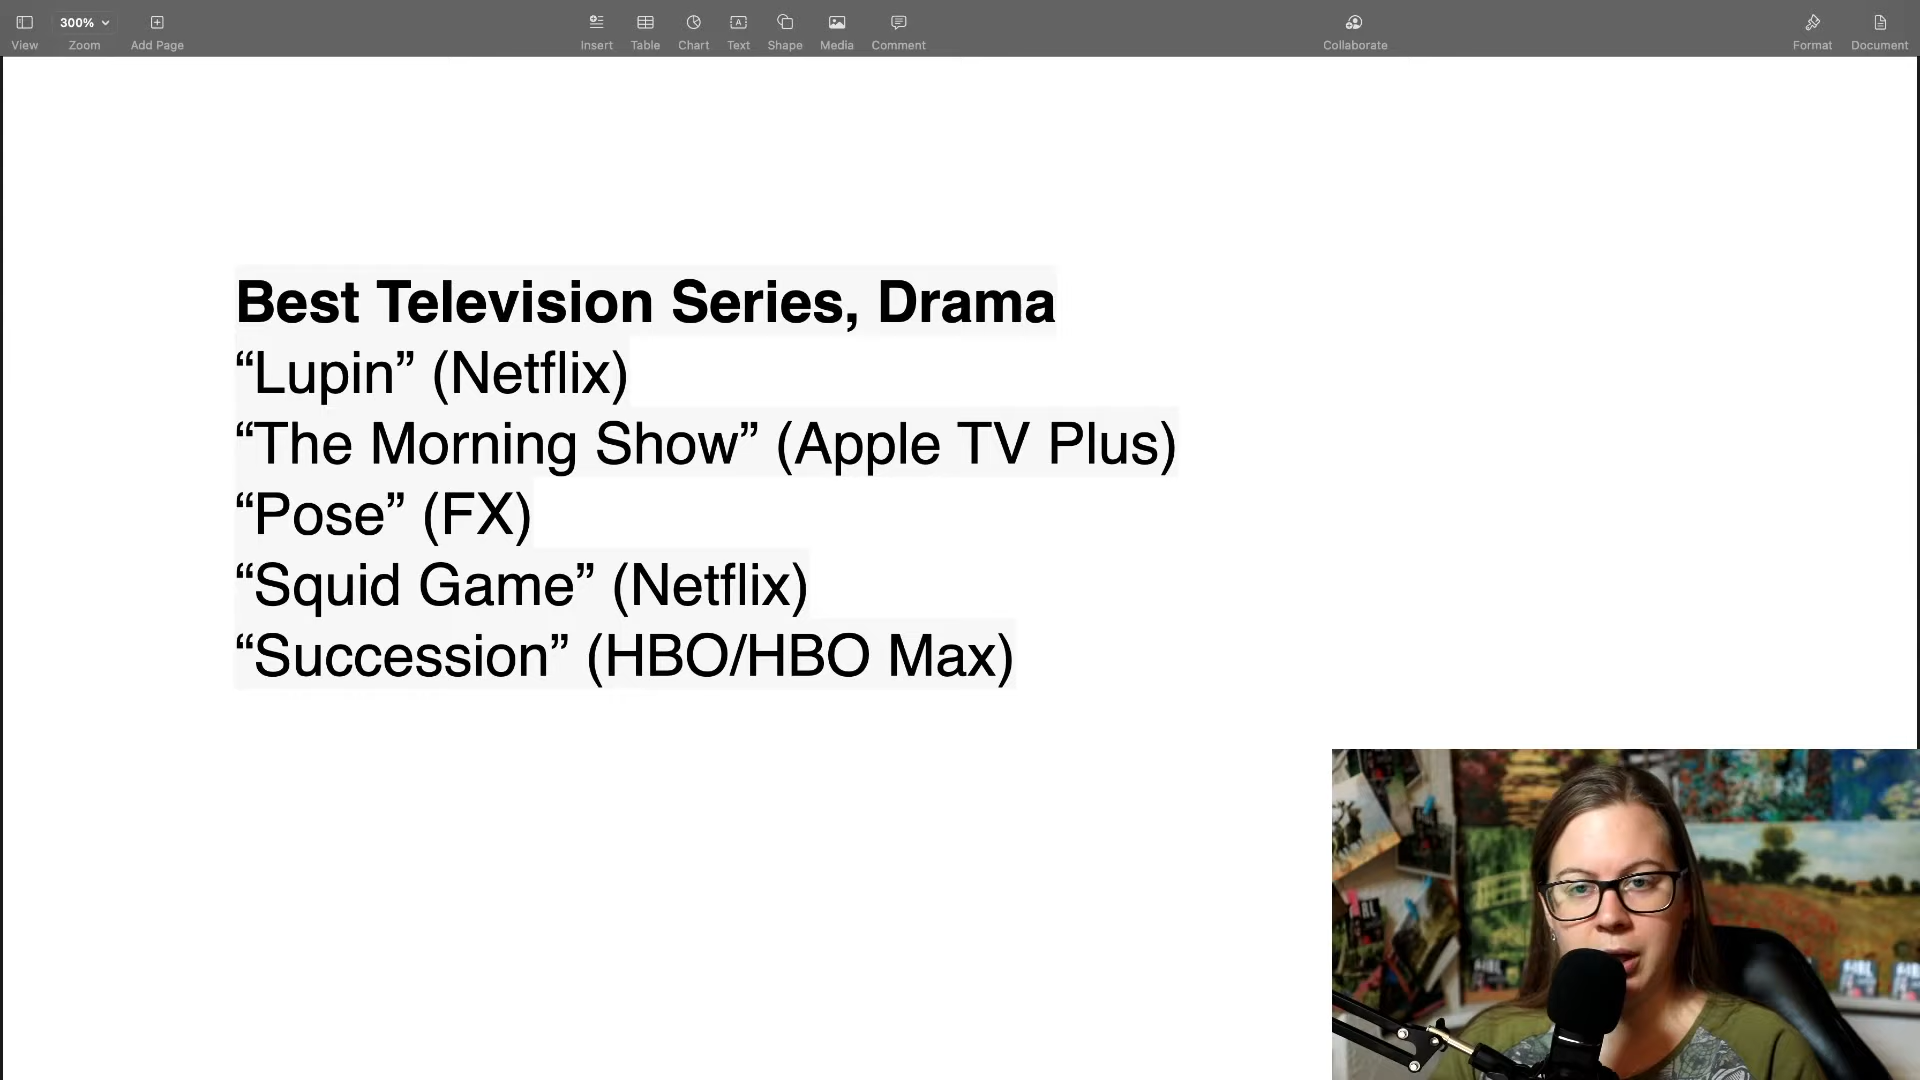 300%
View
Zoom
Add Page
Insert
Table
Chart
Text
Shape
Media
Comment
Collaborate
Format
Document
Best Television Series, Drama
“Lupin” (Netflix)
“The Morning Show” (Apple TV Plus)
“Pose” (FX)
“Squid Game” (Netflix)
“Succession” (HBO/HBO Max)